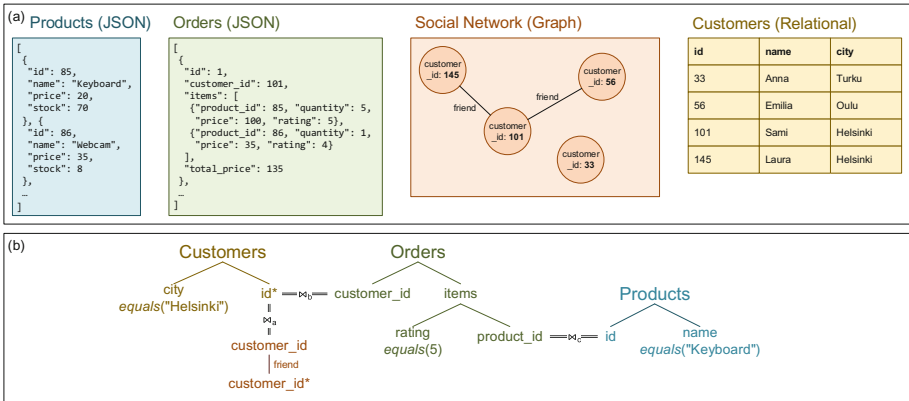 (a)
Products (JSON)
[
{
"id": 85,
"name": "Keyboard",
"price": 20,
"stock": 70
}, {
"id": 86,
"name": "Webcam",
"price": 35,
"stock": 8
},
…
]
Orders (JSON)
[
{
"id": 1,
"customer_id": 101,
"items": [
{"product_id": 85, "quantity": 5,
"price": 100, "rating": 5},
{"product_id": 86, "quantity": 1,
"price": 35, "rating": 4}
],
"total_price": 135
},
…
]
Social Network (Graph)
customer
_id: 145
customer
_id: 56
friend
friend
customer
_id: 101
customer
_id: 33
Customers (Relational)
id name city
33 Anna Turku
56 Emilia Oulu
101 Sami Helsinki
145 Laura Helsinki
(b)
Customers
Orders
city
equals("Helsinki")
id*
⋈b
customer_id
items
Products
⋈a
customer_id
friend
customer_id*
rating
equals(5)
product_id
⋈c
id
name
equals("Keyboard")